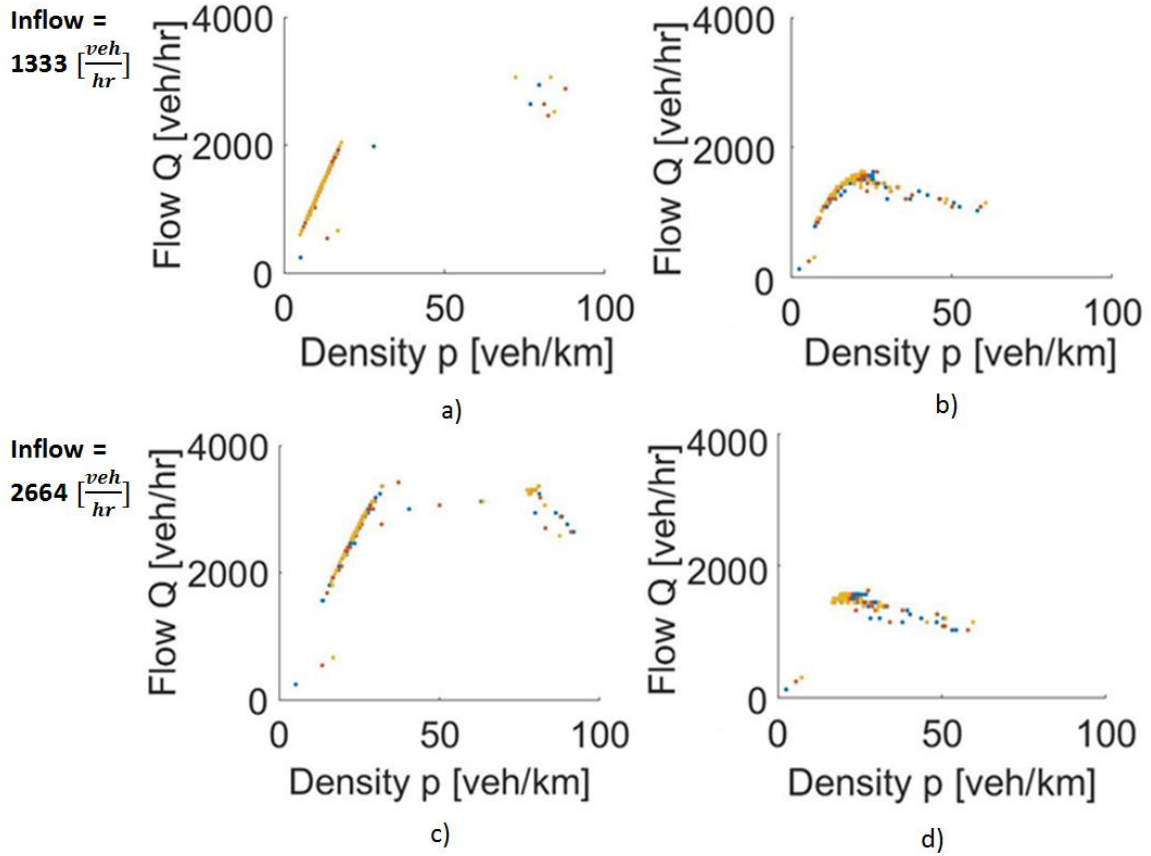 Inflow =
1333 [veh/hr]
Flow Q [veh/hr]
4000
2000
0
0 50 100
Density p [veh/km]
a)
Flow Q [veh/hr]
4000
2000
0
0 50 100
Density p [veh/km]
b)
Inflow =
2664 [veh/hr]
Flow Q [veh/hr]
4000
2000
0
0 50 100
Density p [veh/km]
c)
Flow Q [veh/hr]
4000
2000
0
0 50 100
Density p [veh/km]
d)